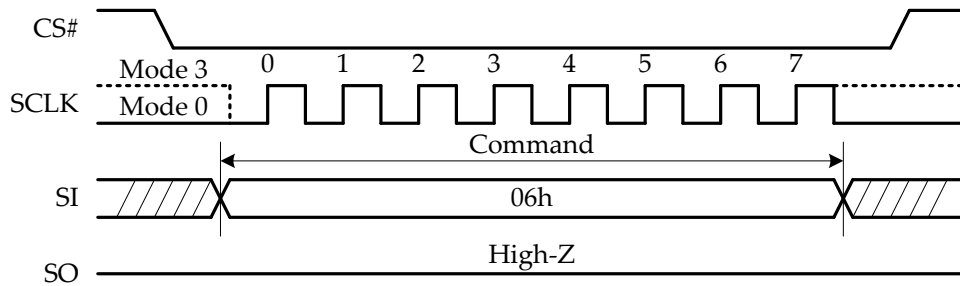 CS#
Mode 3
0 1 2 3 4 5 6 7
SCLK
Mode 0
Command
SI
06h
High-Z
SO